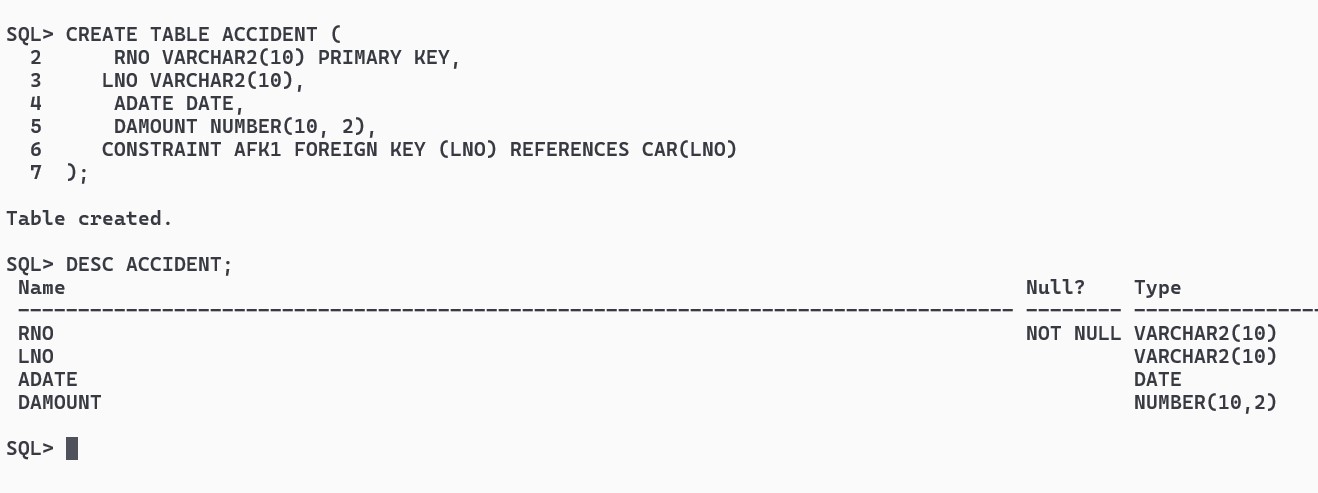 SQL> CREATE TABLE ACCIDENT (
  2      RNO VARCHAR2(10) PRIMARY KEY,
  3     LNO VARCHAR2(10),
  4      ADATE DATE,
  5      DAMOUNT NUMBER(10, 2),
  6     CONSTRAINT AFK1 FOREIGN KEY (LNO) REFERENCES CAR(LNO)
  7  );
Table created.
SQL> DESC ACCIDENT;
 Name                                                                                Null?    Type
 ----------------------------------------------------------------------------------- -------- ----------------
 RNO                                                                                 NOT NULL VARCHAR2(10)
 LNO                                                                                          VARCHAR2(10)
 ADATE                                                                                        DATE
 DAMOUNT                                                                                      NUMBER(10,2)
SQL>